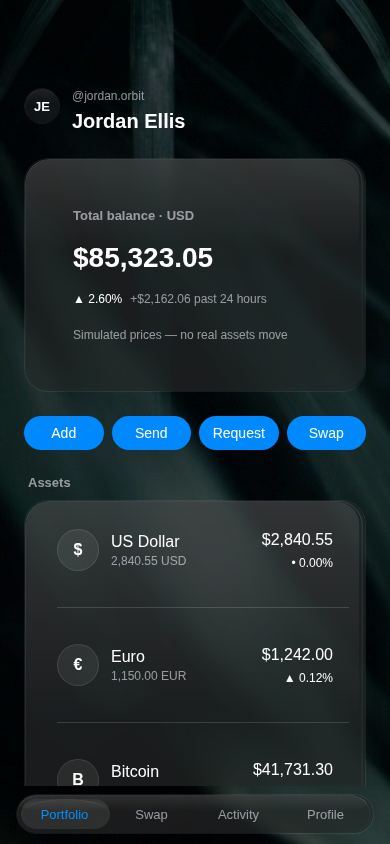 JE
@jordan.orbit
Jordan Ellis
Total balance · USD
$85,323.05
▲ 2.60% +$2,162.06 past 24 hours
Simulated prices — no real assets move
Add Send Request Swap
Assets
$ US Dollar $2,840.55
2,840.55 USD • 0.00%
€ Euro $1,242.00
1,150.00 EUR ▲ 0.12%
B Bitcoin $41,731.30
Portfolio Swap Activity Profile